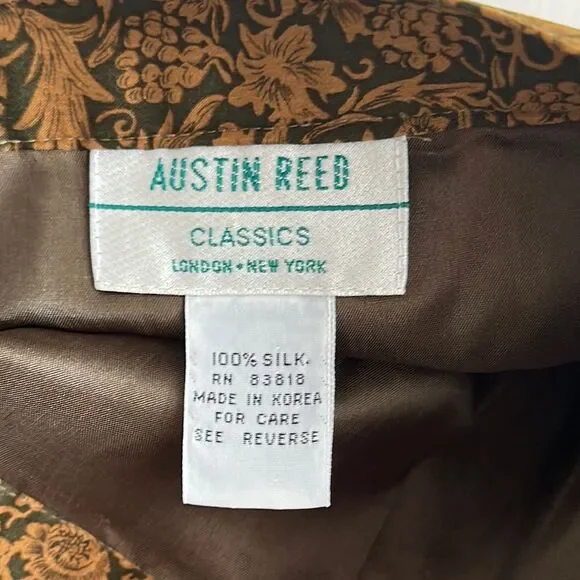 AUSTIN REED
CLASSICS
LONDON • NEW YORK
100% SILK.
RN 83818
MADE IN KOREA
FOR CARE
SEE REVERSE